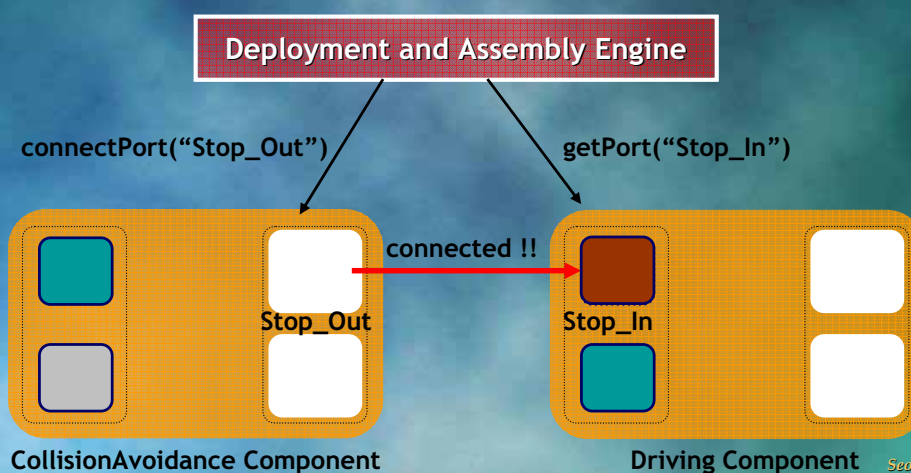 Deployment and Assembly Engine
connectPort(“Stop_Out”)
getPort(“Stop_In”)
connected !!
Stop_Out
Stop_In
CollisionAvoidance Component
Driving Component